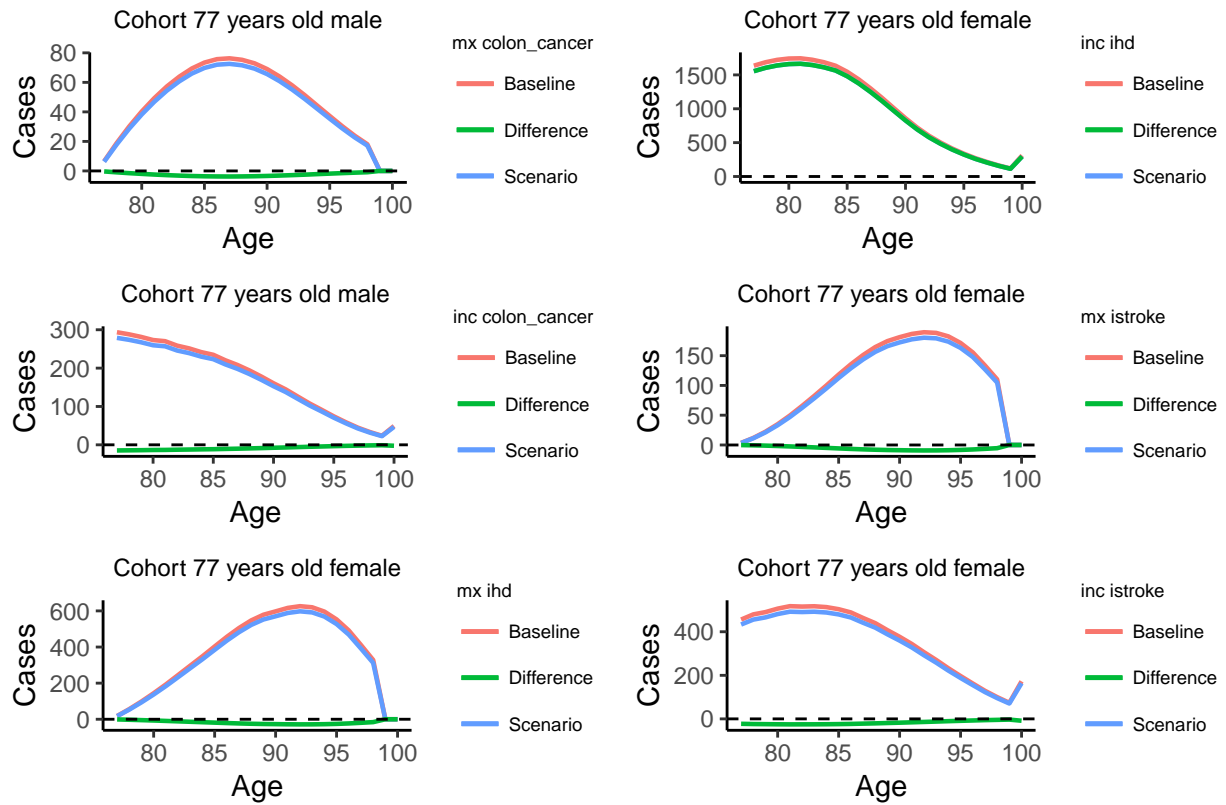 Cohort 77 years old male
mx colon_cancer
Baseline
Difference
Scenario
Cases
80
60
40
20
0
80 85 90 95 100
Age
Cohort 77 years old female
inc ihd
Baseline
Difference
Scenario
Cases
1500
1000
500
0
80 85 90 95 100
Age
Cohort 77 years old male
inc colon_cancer
Baseline
Difference
Scenario
Cases
300
200
100
0
80 85 90 95 100
Age
Cohort 77 years old female
mx istroke
Baseline
Difference
Scenario
Cases
150
100
50
0
80 85 90 95 100
Age
Cohort 77 years old female
mx ihd
Baseline
Difference
Scenario
Cases
600
400
200
0
80 85 90 95 100
Age
Cohort 77 years old female
inc istroke
Baseline
Difference
Scenario
Cases
400
200
0
80 85 90 95 100
Age